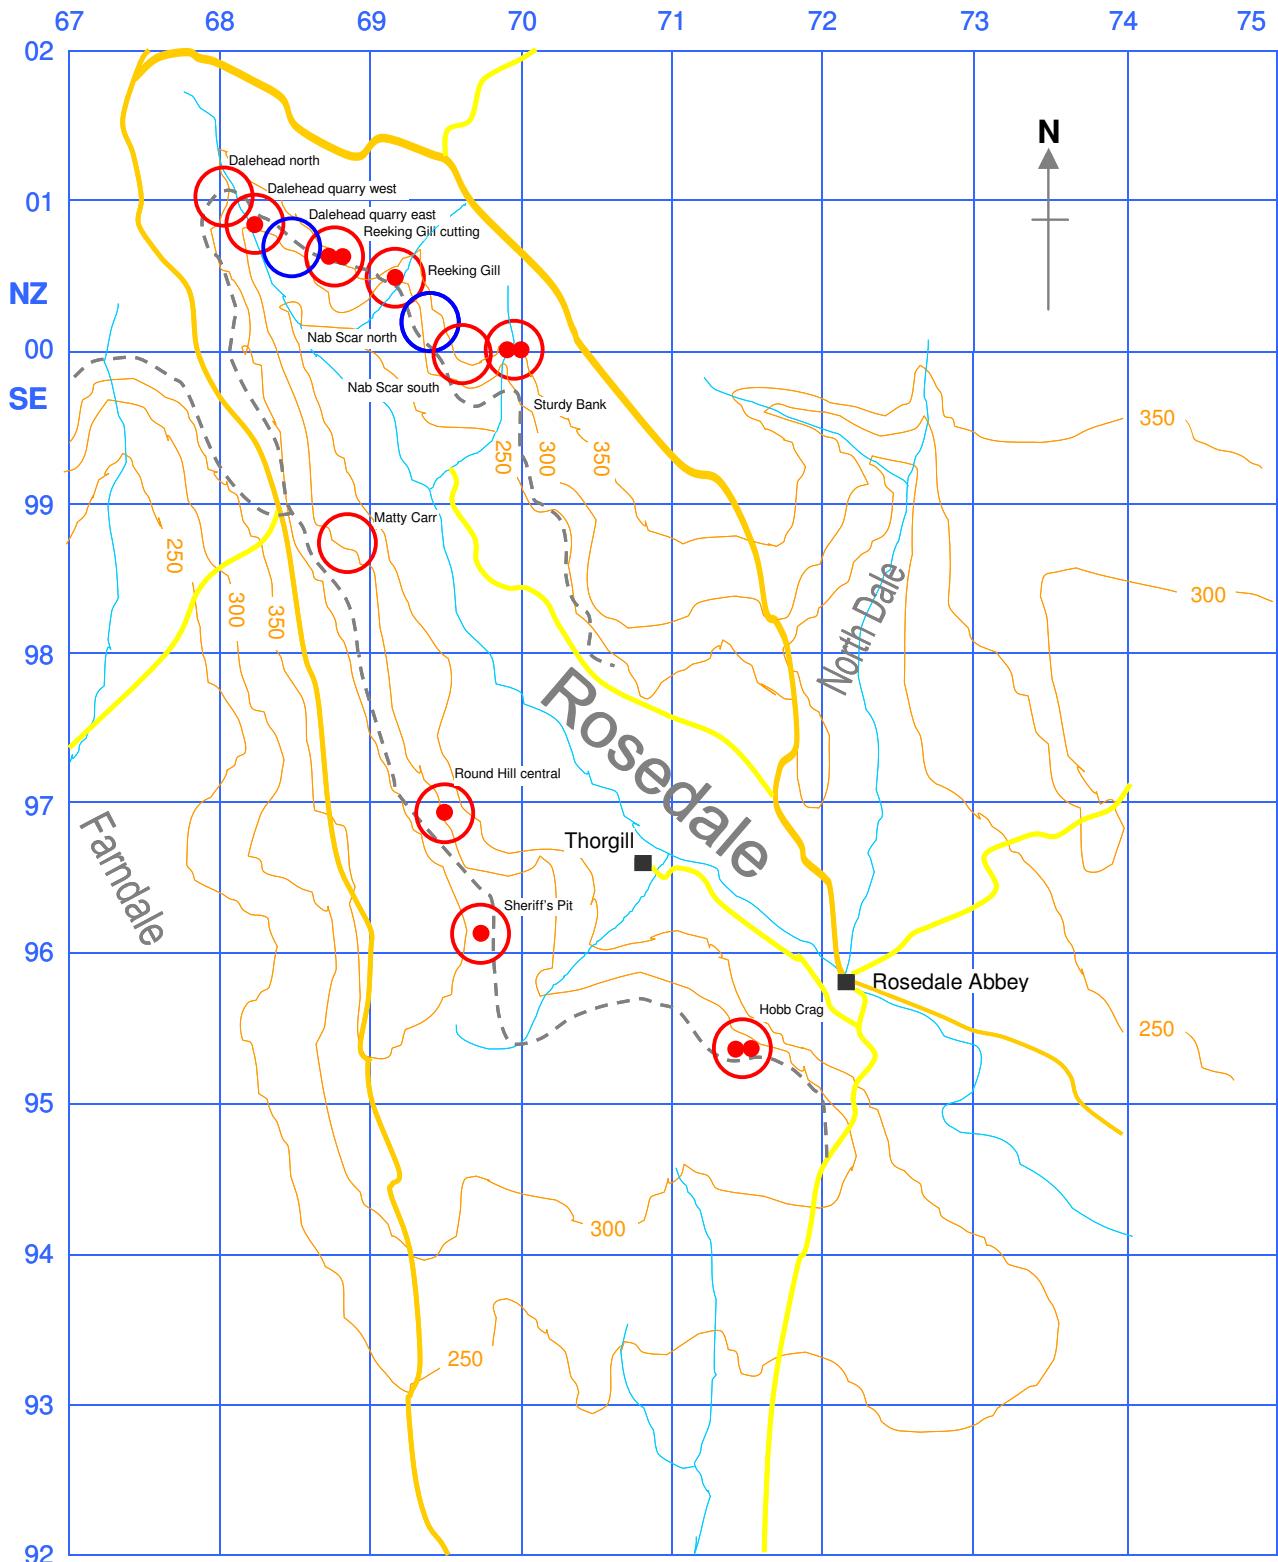 67 68 69 70 71 72 73 74 75
02
N
Dalehead north
Dalehead quarry west
01
Dalehead quarry east
Reeking Gill cutting
Reeking Gill
NZ
Nab Scar north
00
Nab Scar south
SE
Sturdy Bank
350
250
300
350
99
Matty Carr
250
300
350
North Dale
300
98
Rosedale
Round Hill central
97
Farndale
Thorgill
Sheriff's Pit
96
Rosedale Abbey
Hobb Crag
250
95
300
94
250
93
92